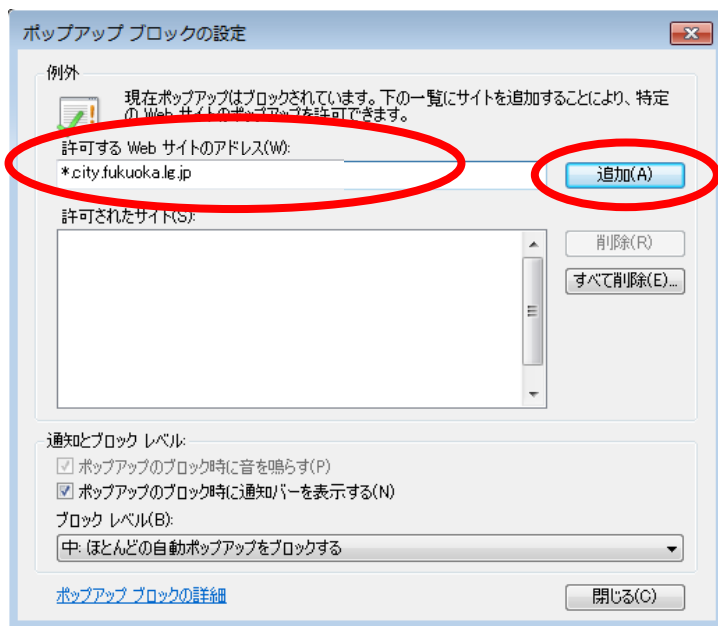 ポップアップ ブロックの設定
例外
現在ポップアップはブロックされています。下の一覧にサイトを追加することにより、特定
の Web サイトのポップアップを許可できます。
許可する Web サイトのアドレス(W):
*.city.fukuoka.lg.jp
追加(A)
許可されたサイト(S):
削除(R)
すべて削除(E)...
通知とブロック レベル:
ポップアップのブロック時に音を鳴らす(P)
ポップアップのブロック時に通知バーを表示する(N)
ブロック レベル(B):
中: ほとんどの自動ポップアップをブロックする
ポップアップ ブロックの詳細
閉じる(C)